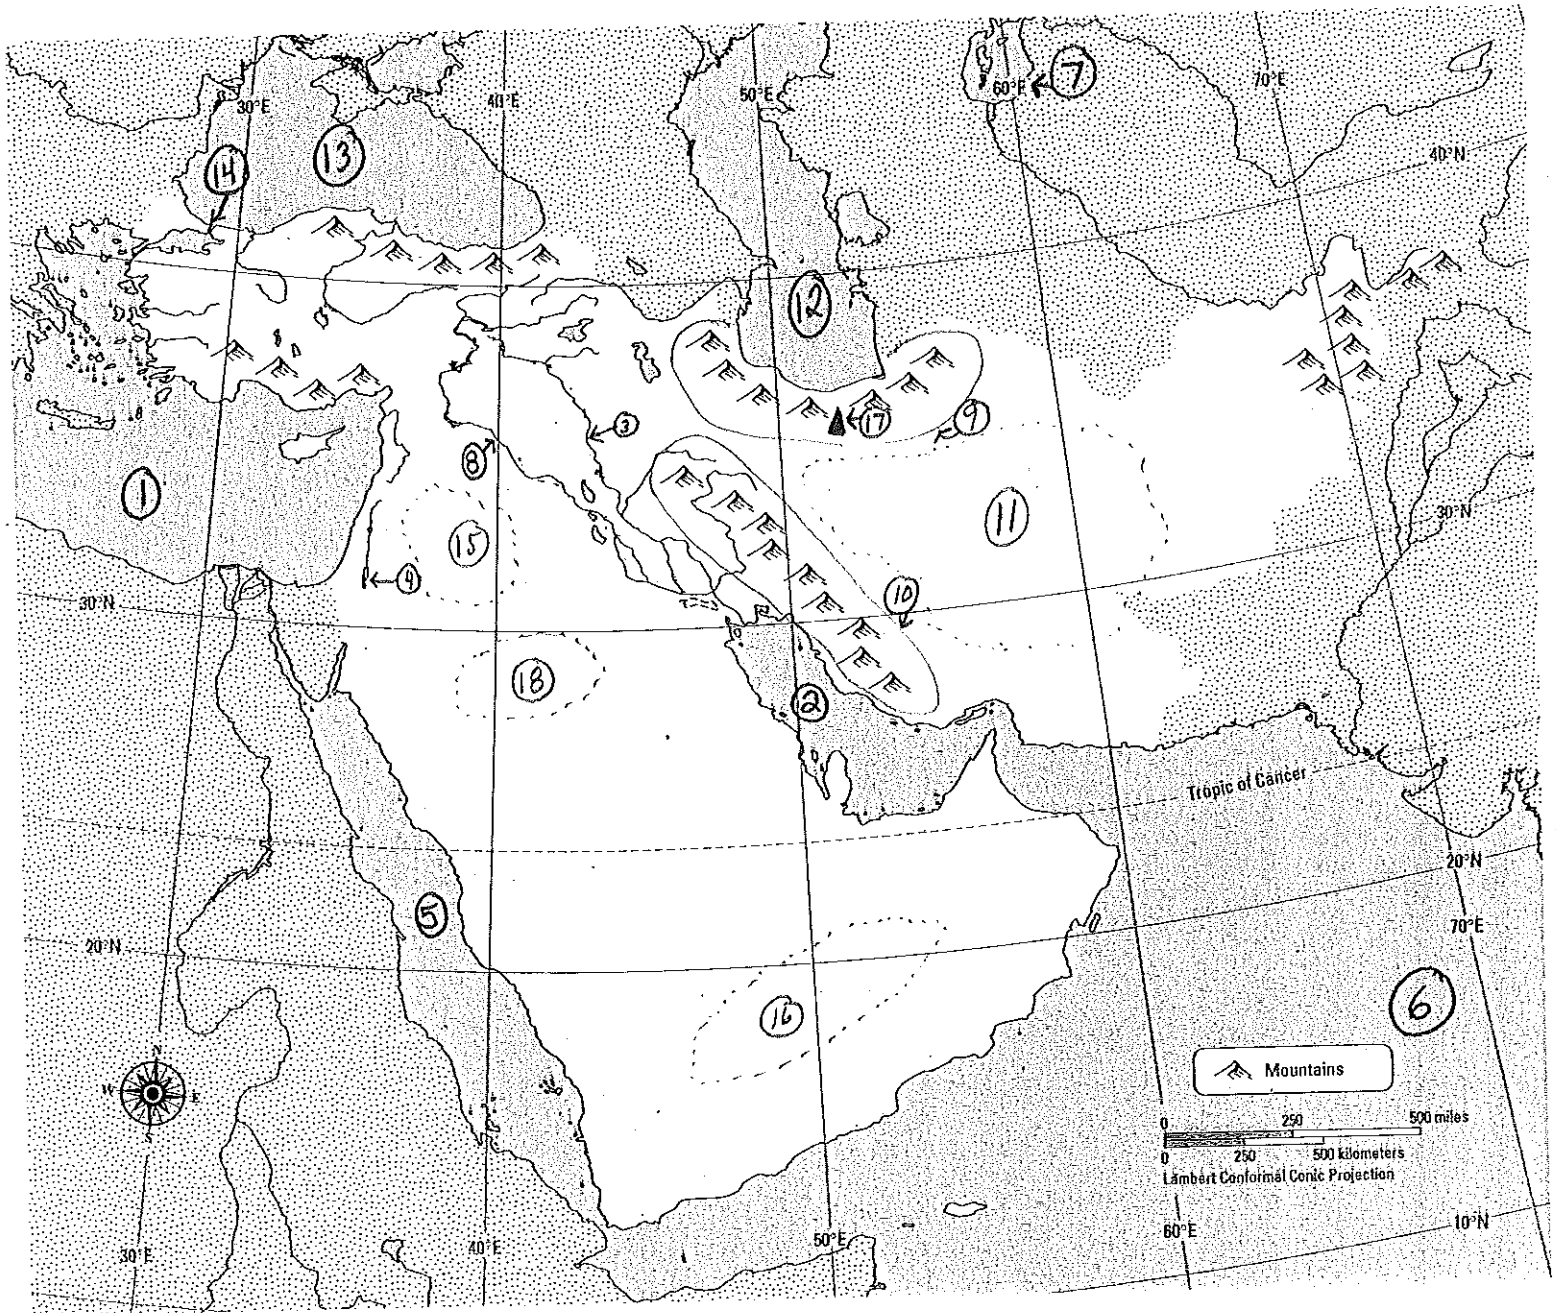 7
30°E
40°E
50°E
60°E
70°E
13
14
40°N
12
17
9
3
8
1
15
11
30°N
4
10
30°N
18
2
Tropic of Cancer
5
20°N
20°N
70°E
16
6
N
W
E
S
Mountains
0 250 500 miles
0 250 500 kilometers
Lambert Conformal Conic Projection
30°E
40°E
50°E
60°E
10°N